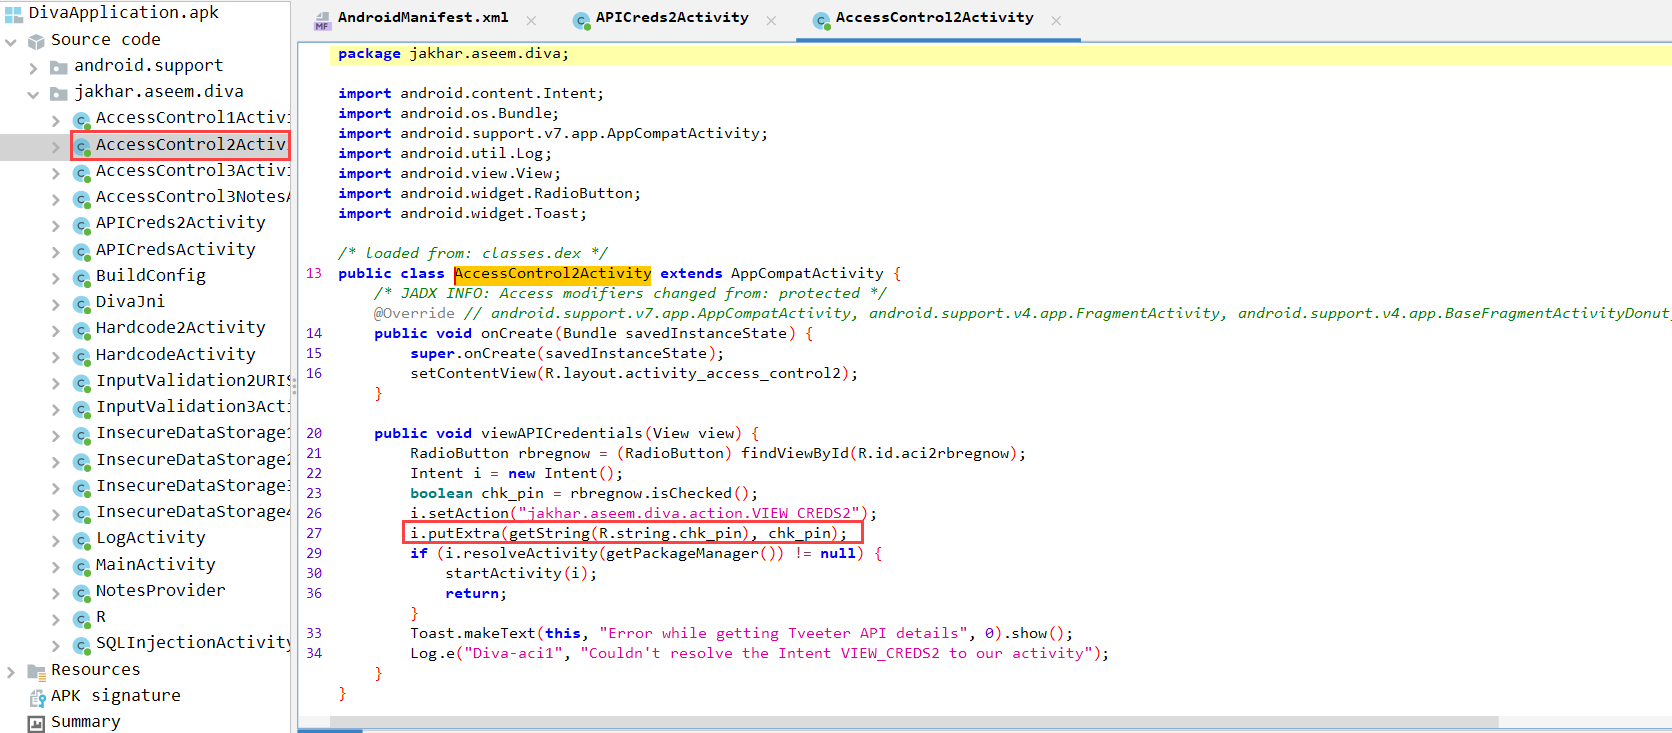 DivaApplication.apk
Source code
android.support
jakhar.aseem.diva
AccessControl1Activi
AccessControl2Activ
AccessControl3Activi
AccessControl3NotesA
APICreds2Activity
APICredsActivity
BuildConfig
DivaJni
Hardcode2Activity
HardcodeActivity
InputValidation2URIS
InputValidation3Acti
InsecureDataStorage1
InsecureDataStorage2
InsecureDataStorage3
InsecureDataStorage4
LogActivity
MainActivity
NotesProvider
R
SQLInjectionActivity
Resources
APK signature
Summary
MF AndroidManifest.xml
APICreds2Activity
AccessControl2Activity
package jakhar.aseem.diva;
import android.content.Intent;
import android.os.Bundle;
import android.support.v7.app.AppCompatActivity;
import android.util.Log;
import android.view.View;
import android.widget.RadioButton;
import android.widget.Toast;
/* loaded from: classes.dex */
13 public class AccessControl2Activity extends AppCompatActivity {
/* JADX INFO: Access modifiers changed from: protected */
@Override // android.support.v7.app.AppCompatActivity, android.support.v4.app.FragmentActivity, android.support.v4.app.BaseFragmentActivityDonut,
14 public void onCreate(Bundle savedInstanceState) {
15 super.onCreate(savedInstanceState);
16 setContentView(R.layout.activity_access_control2);
}
20 public void viewAPICredentials(View view) {
21 RadioButton rbregnow = (RadioButton) findViewById(R.id.aci2rbregnow);
22 Intent i = new Intent();
23 boolean chk_pin = rbregnow.isChecked();
26 i.setAction("jakhar.aseem.diva.action.VIEW_CREDS2");
27 i.putExtra(getString(R.string.chk_pin), chk_pin);
29 if (i.resolveActivity(getPackageManager()) != null) {
30 startActivity(i);
36 return;
}
33 Toast.makeText(this, "Error while getting Tveeter API details", 0).show();
34 Log.e("Diva-aci1", "Couldn't resolve the Intent VIEW_CREDS2 to our activity");
}
}